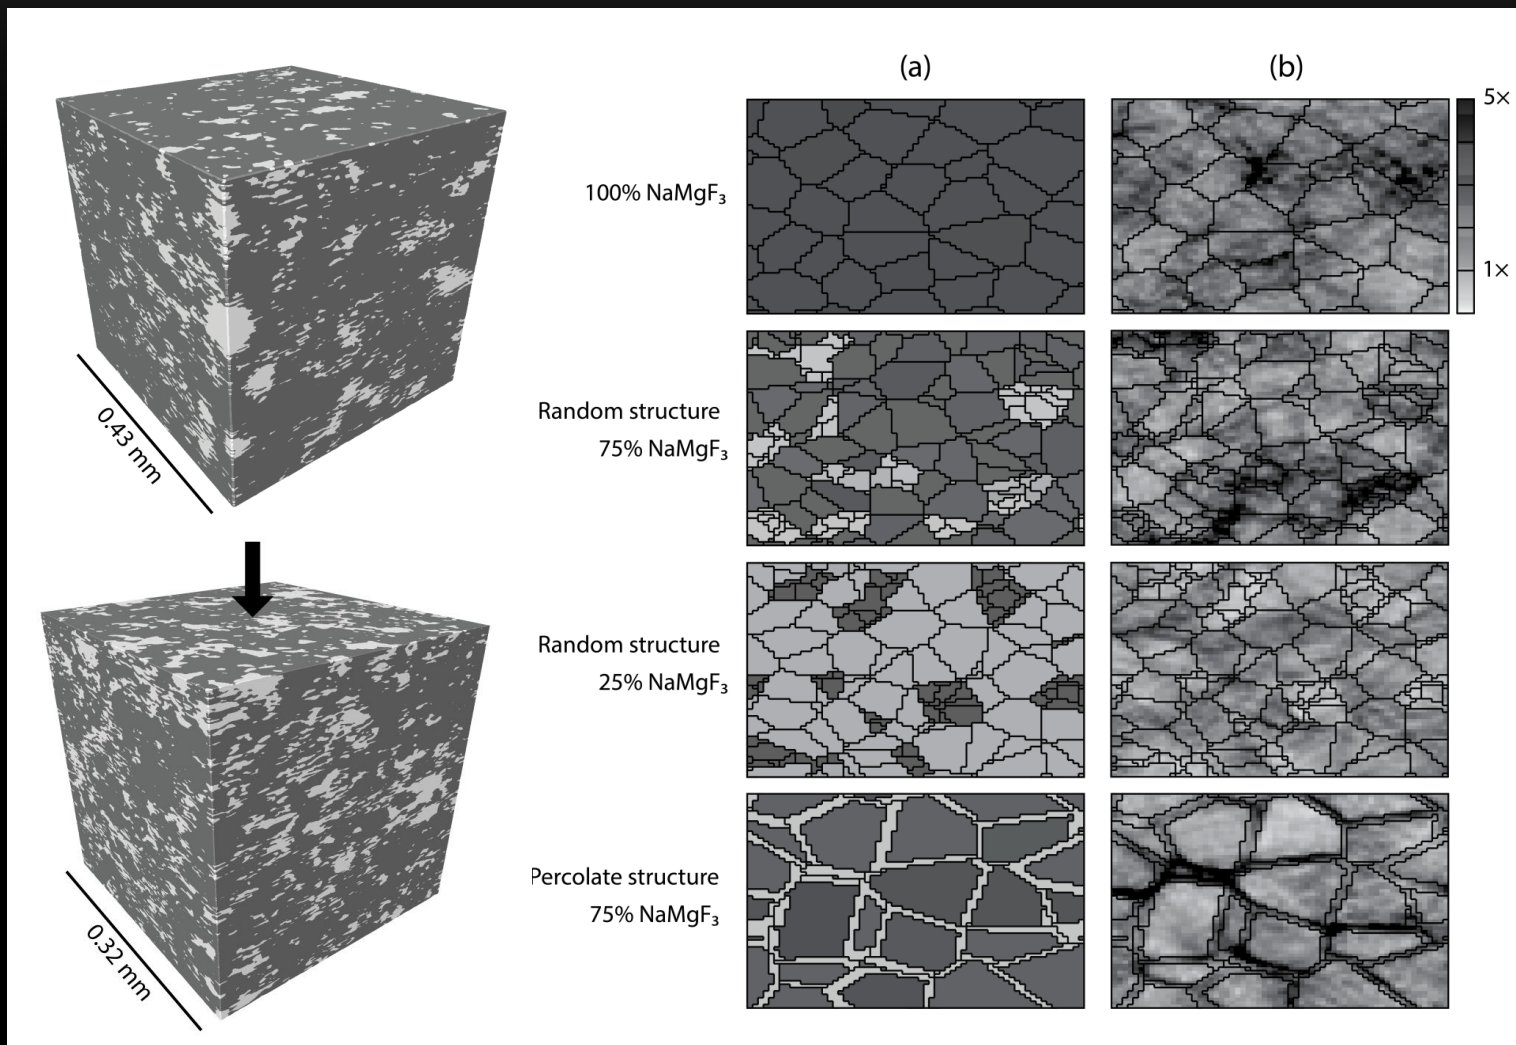 (a)
(b)
5×
1×
100% NaMgF₃
Random structure
75% NaMgF₃
0.43 mm
Random structure
25% NaMgF₃
Percolate structure
75% NaMgF₃
0.32 mm